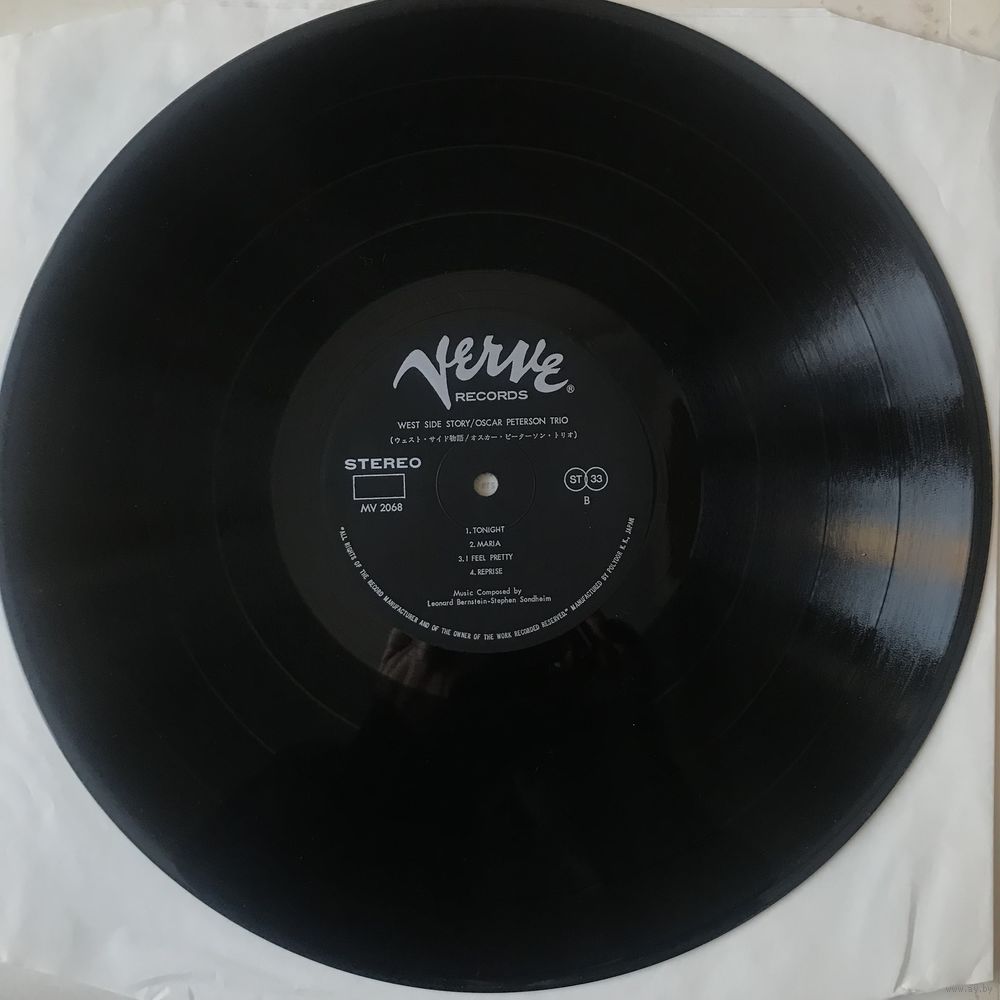 VERVE
RECORDS ®
WEST SIDE STORY/OSCAR PETERSON TRIO
(ウェスト・サイド物語/オスカー・ピーターソン・トリオ)
STEREO
MV 2068
ST 33
B
1. TONIGHT
2. MARIA
3. I FEEL PRETTY
4. REPRISE
Music Composed by
Leonard Bernstein-Stephen Sondheim
"ALL RIGHTS OF THE RECORD MANUFACTURER AND OF THE OWNER OF THE WORK RECORDED RESERVED." MANUFACTURED BY POLYDOR K. K., JAPAN
www.ay.by